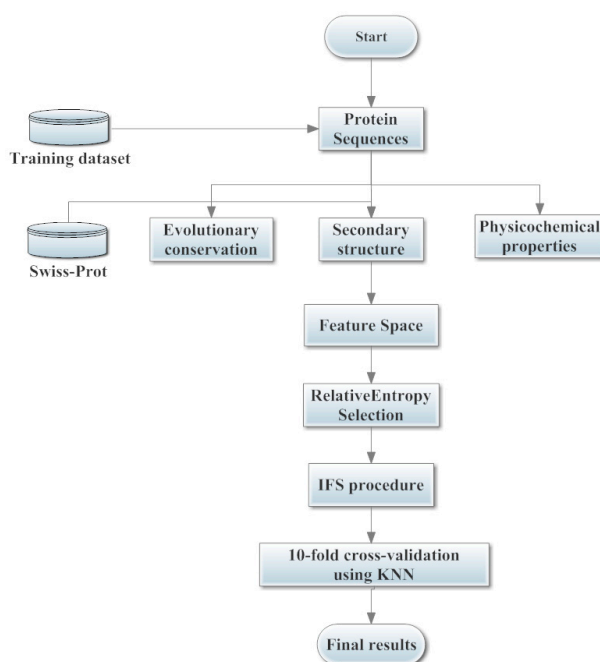 Start
Protein
Sequences
Training dataset
Evolutionary
conservation
Secondary
structure
Physicochemical
properties
Swiss-Prot
Feature Space
RelativeEntropy
Selection
IFS procedure
10-fold cross-validation
using KNN
Final results